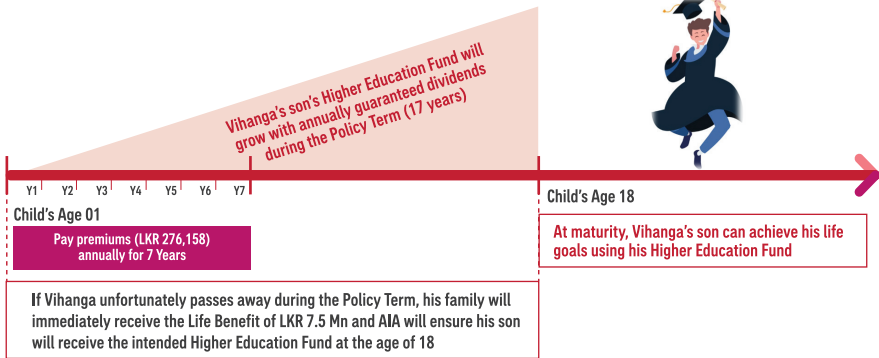 Vihanga's son's Higher Education Fund will
grow with annually guaranteed dividends
during the Policy Term (17 years)
Y1 Y2 Y3 Y4 Y5 Y6 Y7
Child's Age 01
Pay premiums (LKR 276,158)
annually for 7 Years
Child's Age 18
At maturity, Vihanga's son can achieve his life
goals using his Higher Education Fund
If Vihanga unfortunately passes away during the Policy Term, his family will
immediately receive the Life Benefit of LKR 7.5 Mn and AIA will ensure his son
will receive the intended Higher Education Fund at the age of 18